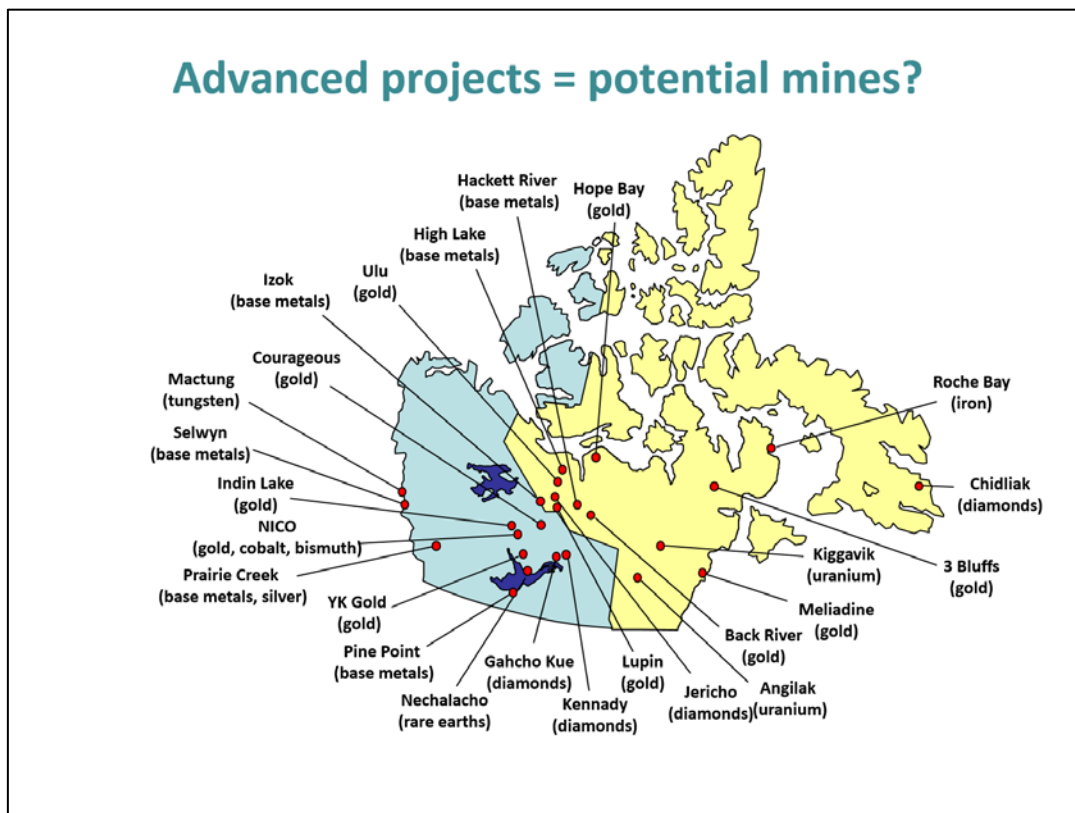 Advanced projects = potential mines?
Hackett River
(base metals)
Hope Bay
(gold)
High Lake
(base metals)
Ulu
(gold)
Izok
(base metals)
Courageous
(gold)
Mactung
(tungsten)
Selwyn
(base metals)
Indin Lake
(gold)
NICO
(gold, cobalt, bismuth)
Prairie Creek
(base metals, silver)
YK Gold
(gold)
Pine Point
(base metals)
Nechalacho
(rare earths)
Gahcho Kue
(diamonds)
Kennady
(diamonds)
Lupin
(gold)
Jericho
(diamonds)
Back River
(gold)
Angilak
(uranium)
Meliadine
(gold)
Kiggavik
(uranium)
3 Bluffs
(gold)
Chidliak
(diamonds)
Roche Bay
(iron)